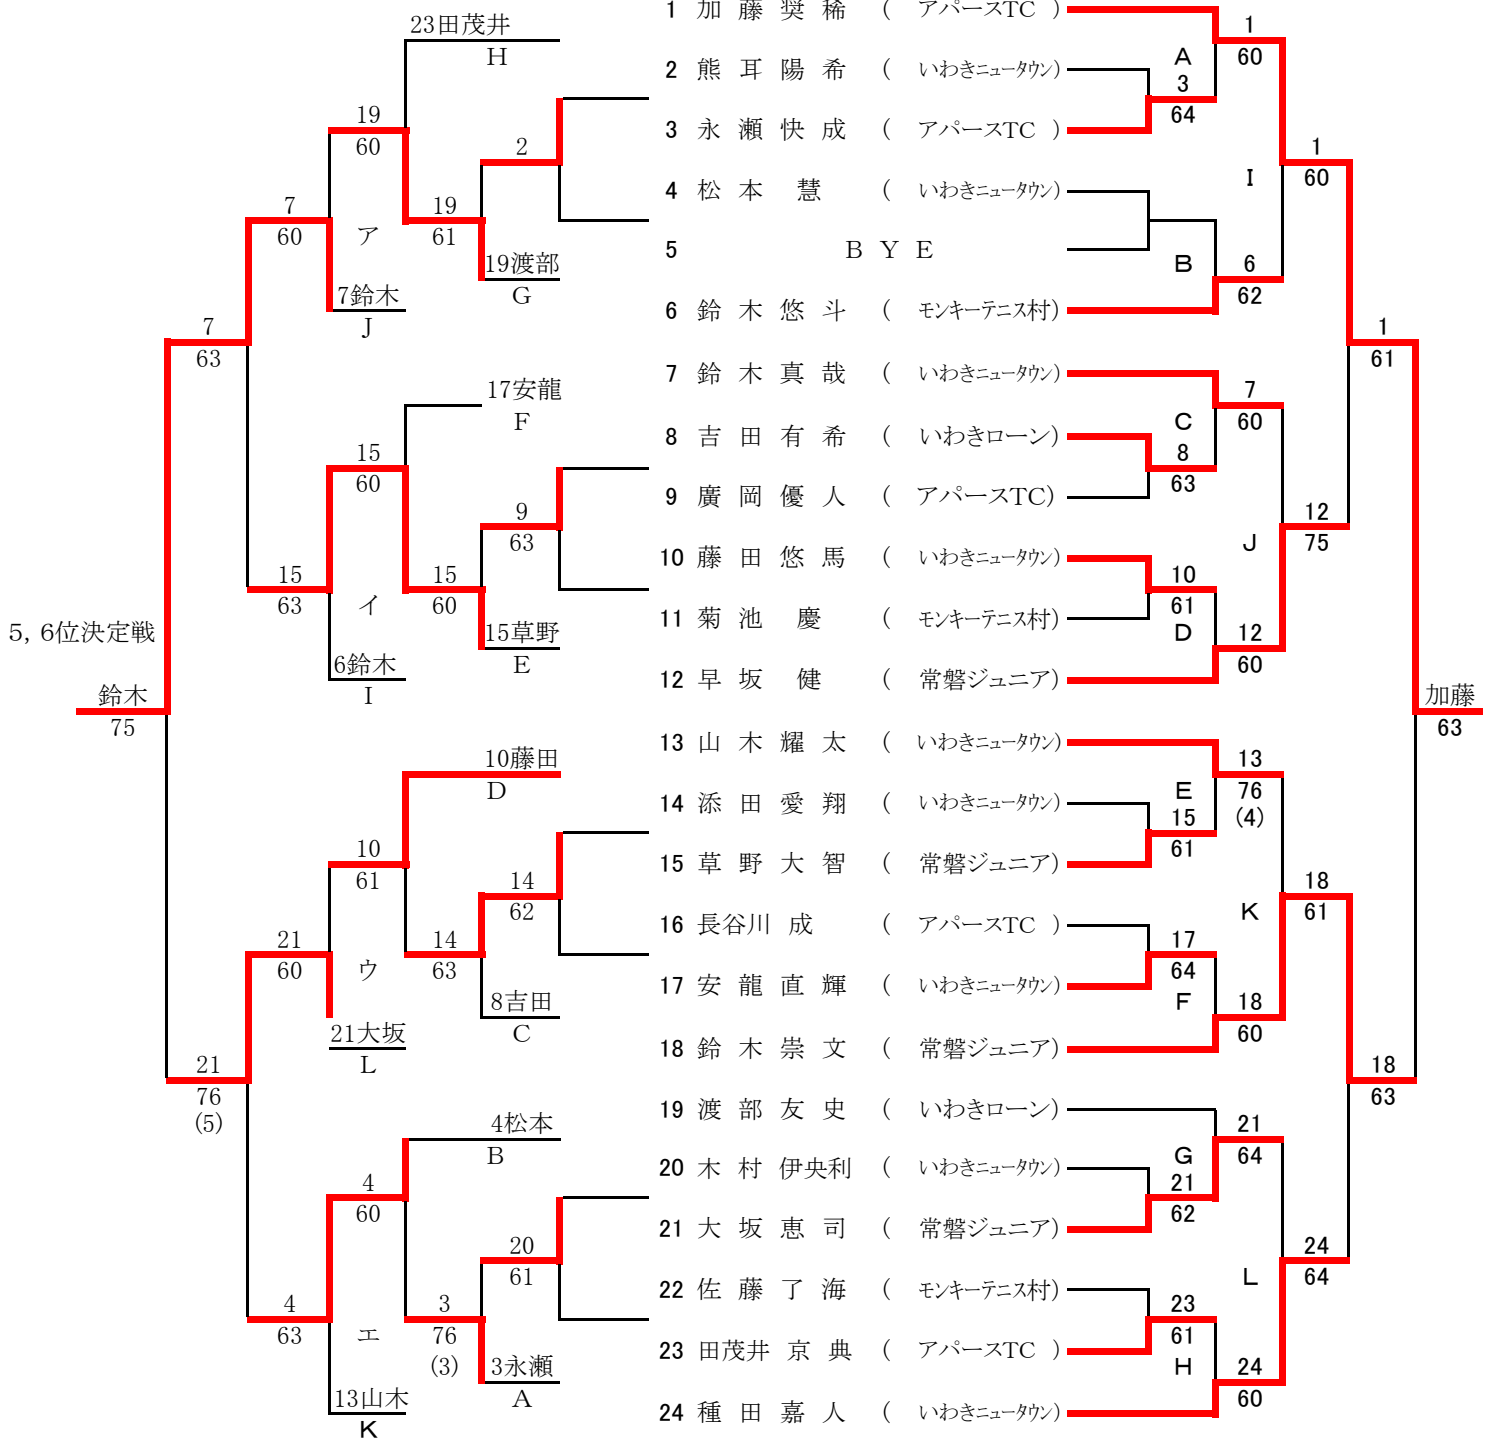 1 加藤奨稀 ( アパースTC )
2 熊耳陽希 ( いわきニュータウン)
3 永瀬快成 ( アパースTC )
4 松本 慧 ( いわきニュータウン)
5 BYE
6 鈴木悠斗 ( モンキーテニス村)
7 鈴木真哉 ( いわきニュータウン)
8 吉田有希 ( いわきローン)
9 廣岡優人 ( アパースTC)
10 藤田悠馬 ( いわきニュータウン)
11 菊池 慶 ( モンキーテニス村)
12 早坂 健 ( 常磐ジュニア)
13 山木耀太 ( いわきニュータウン)
14 添田愛翔 ( いわきニュータウン)
15 草野大智 ( 常磐ジュニア)
16 長谷川 成 ( アパースTC )
17 安龍直輝 ( いわきニュータウン)
18 鈴木崇文 ( 常磐ジュニア)
19 渡部友史 ( いわきローン)
20 木村 伊央利 ( いわきニュータウン)
21 大坂恵司 ( 常磐ジュニア)
22 佐藤了海 ( モンキーテニス村)
23 田茂井 京典 ( アパースTC )
24 種田嘉人 ( いわきニュータウン)
A
3
64
1
60
B
6
62
I
1
60
C
8
63
7
60
10
61
D
12
60
J
12
75
1
61
E
15
61
13
76
(4)
17
64
F
18
60
K
18
61
G
21
62
21
64
23
61
H
24
60
L
24
64
18
63
加藤
63
23田茂井
H
19
60
2
19
61
19渡部
G
7
60
ア
7鈴木
J
7
63
17安龍
F
15
60
9
63
15
60
15草野
E
15
63
イ
6鈴木
I
5, 6位決定戦
鈴木
75
10藤田
D
10
61
14
62
14
63
8吉田
C
21
60
ウ
21大坂
L
21
76
(5)
4松本
B
4
60
20
61
3
76
(3)
3永瀬
A
4
63
エ
13山木
K